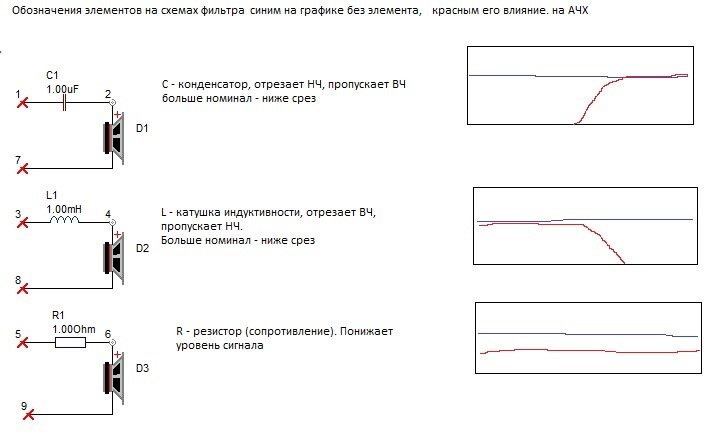 Обозначения элементов на схемах фильтра синим на графике без элемента, красным его влияние. на АЧХ
C1
1.00uF
1
2
D1
7
С - конденсатор, отрезает НЧ, пропускает ВЧ
больше номинал - ниже срез
L1
1.00mH
3
4
D2
8
L - катушка индуктивности, отрезает ВЧ,
пропускает НЧ.
Больше номинал - ниже срез
R1
1.00Ohm
5
6
D3
9
R - резистор (сопротивление). Понижает
уровень сигнала